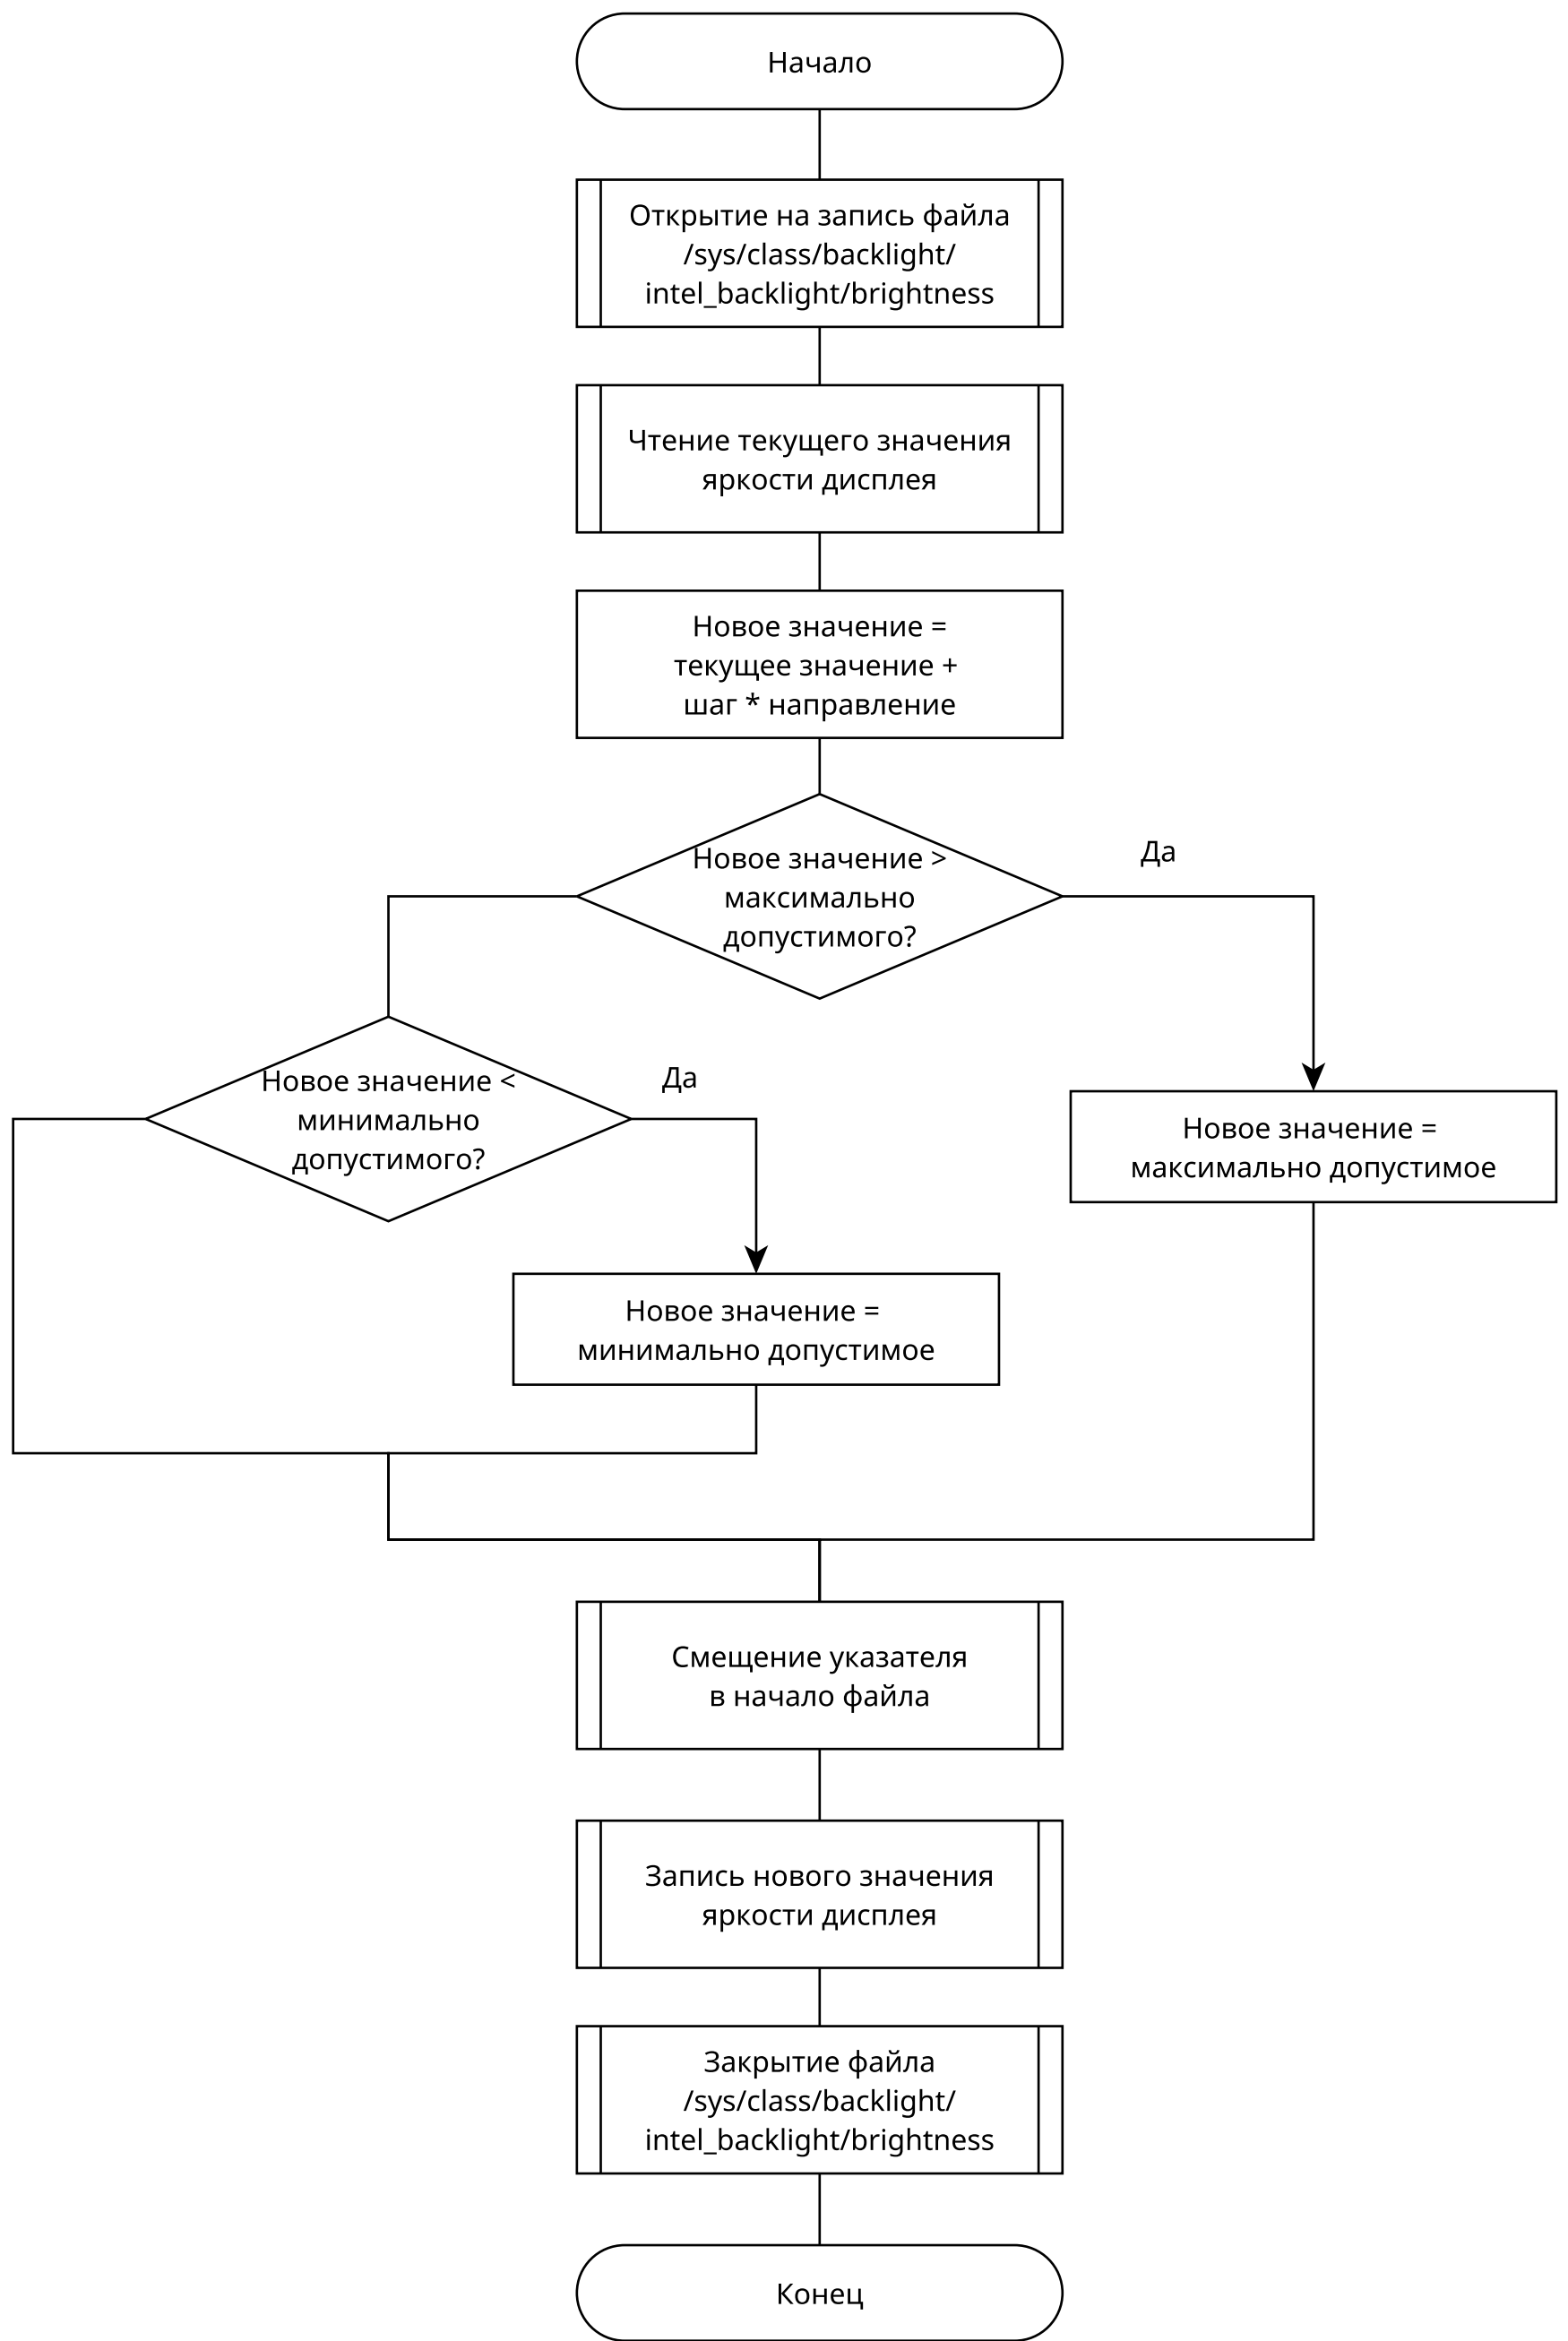 Начало
Открытие на запись файла
/sys/class/backlight/
intel_backlight/brightness
Чтение текущего значения
яркости дисплея
Новое значение =
текущее значение +
шаг * направление
Новое значение >
максимально
допустимого?
Да
Новое значение <
минимально
допустимого?
Да
Новое значение =
максимально допустимое
Новое значение =
минимально допустимое
Смещение указателя
в начало файла
Запись нового значения
яркости дисплея
Закрытие файла
/sys/class/backlight/
intel_backlight/brightness
Конец